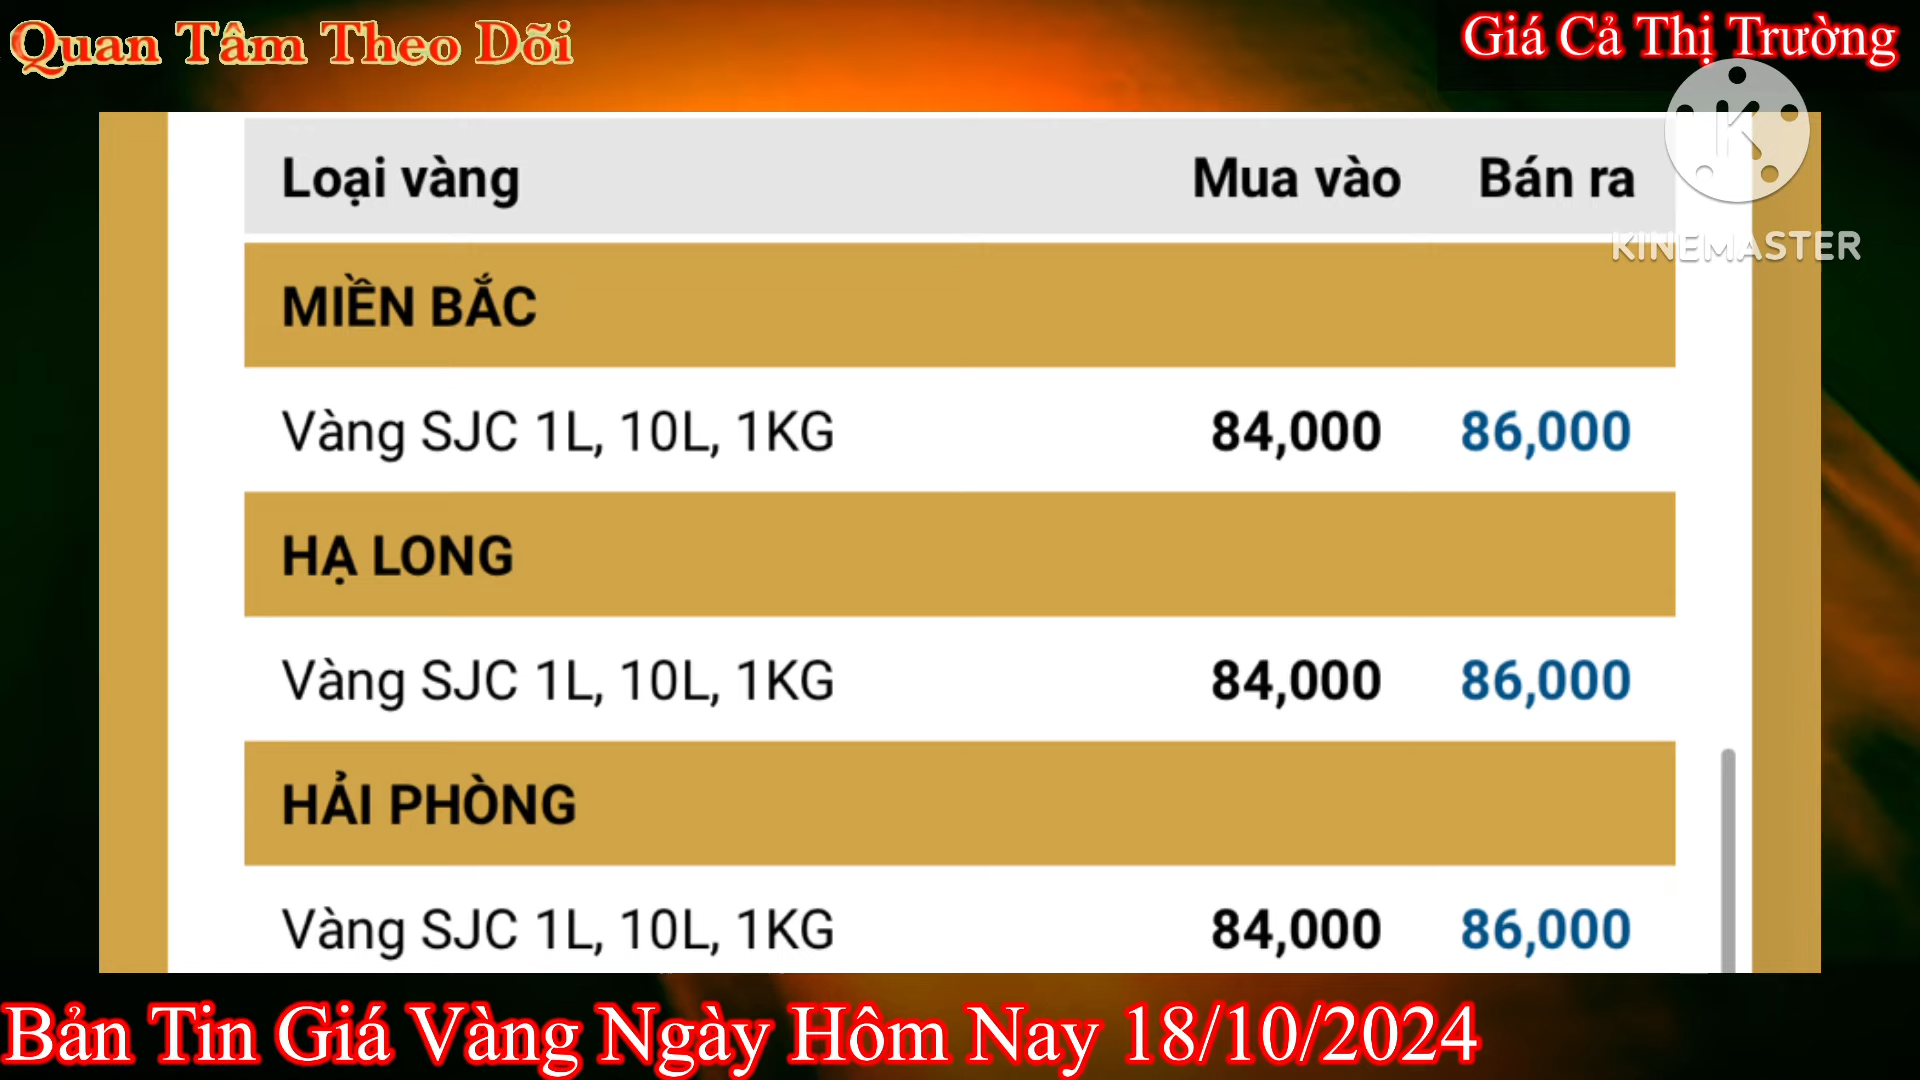 Quan Tâm Theo Dõi
Giá Cả Thị Trường
KINEMASTER
Loại vàng Mua vào Bán ra
MIỀN BẮC
Vàng SJC 1L, 10L, 1KG 84,000 86,000
HẠ LONG
Vàng SJC 1L, 10L, 1KG 84,000 86,000
HẢI PHÒNG
Vàng SJC 1L, 10L, 1KG 84,000 86,000
Bản Tin Giá Vàng Ngày Hôm Nay 18/10/2024